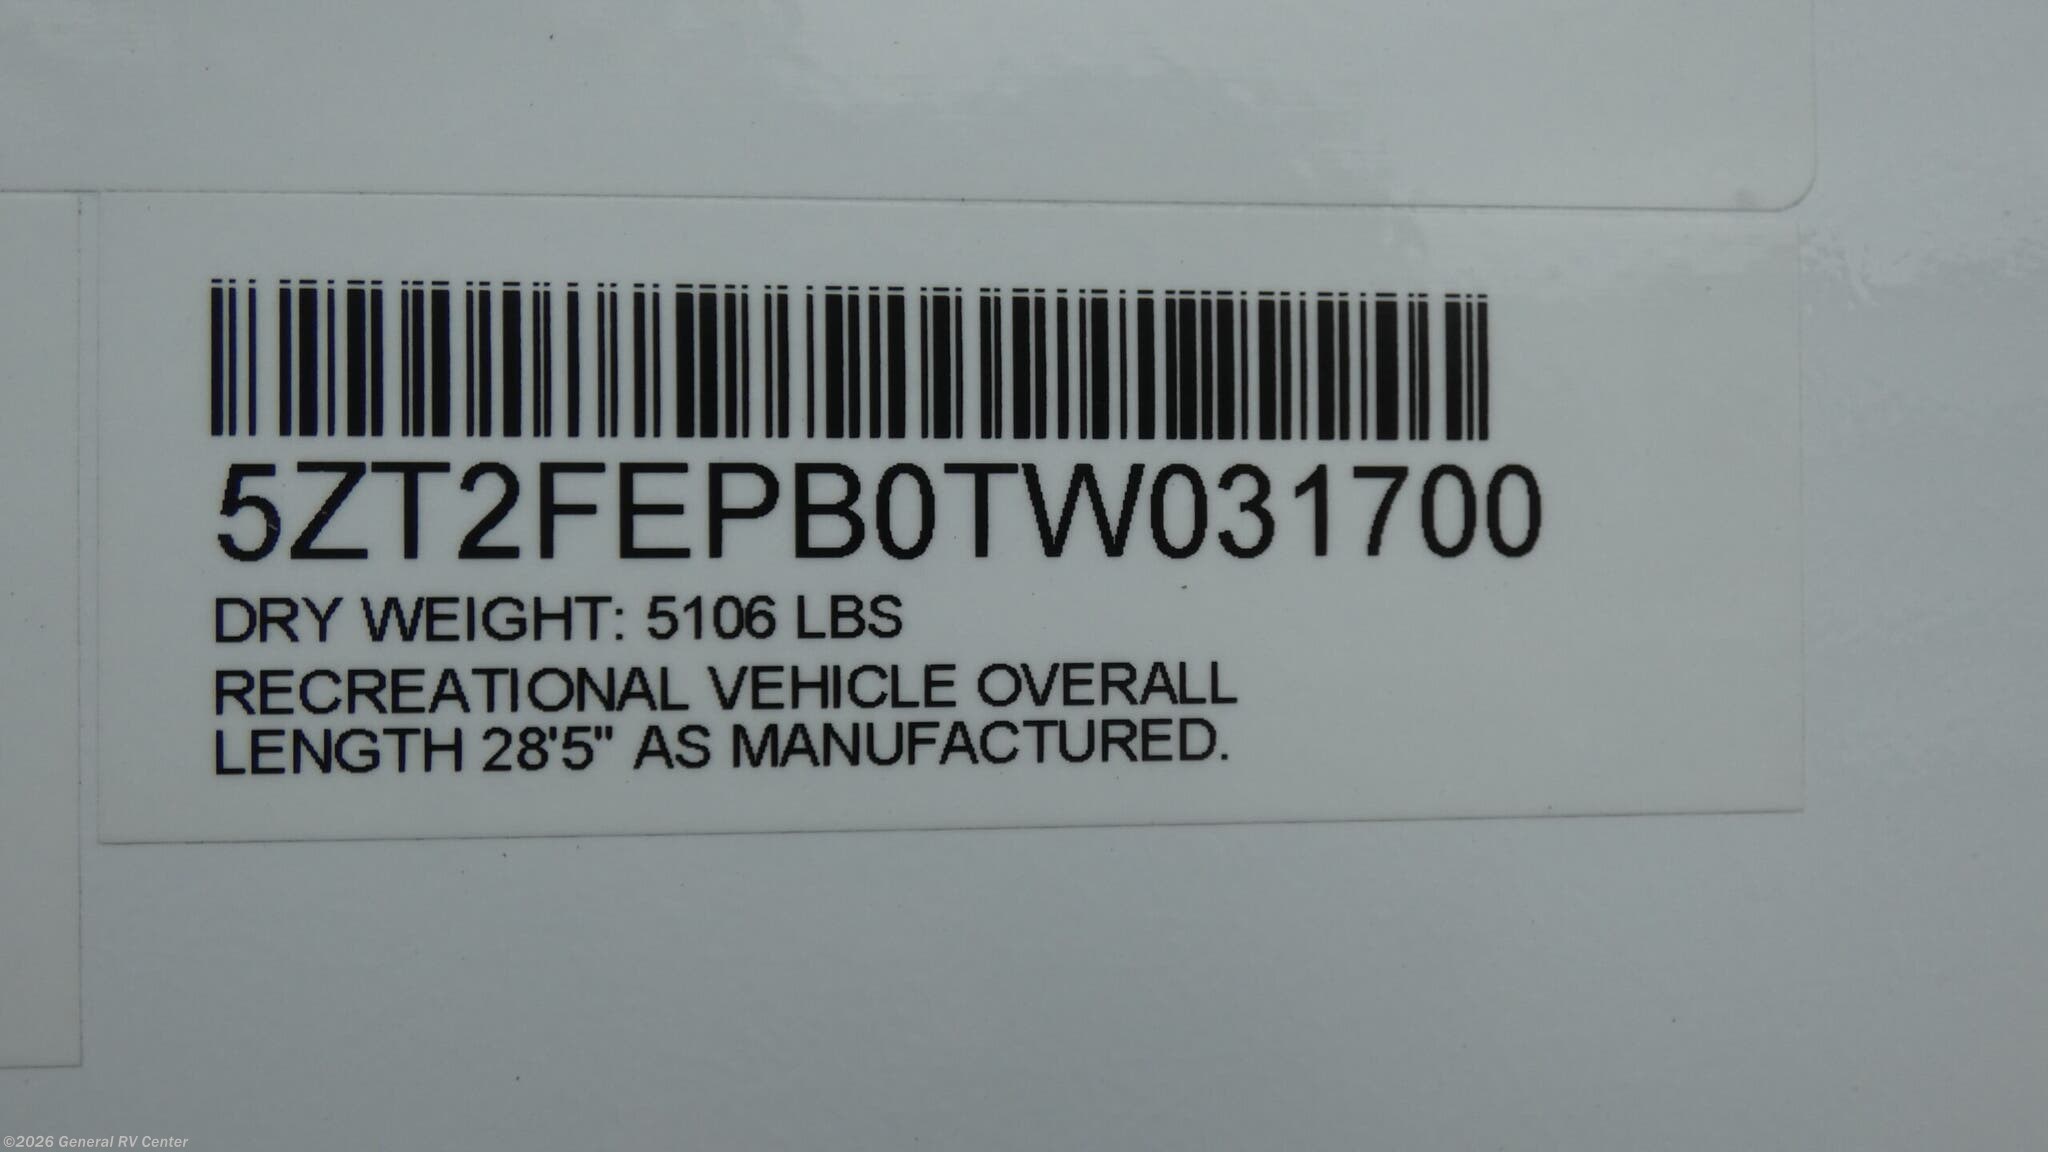 5ZT2FEPB0TW031700
DRY WEIGHT: 5106 LBS
RECREATIONAL VEHICLE OVERALL
LENGTH 28'5" AS MANUFACTURED.
©2026 General RV Center